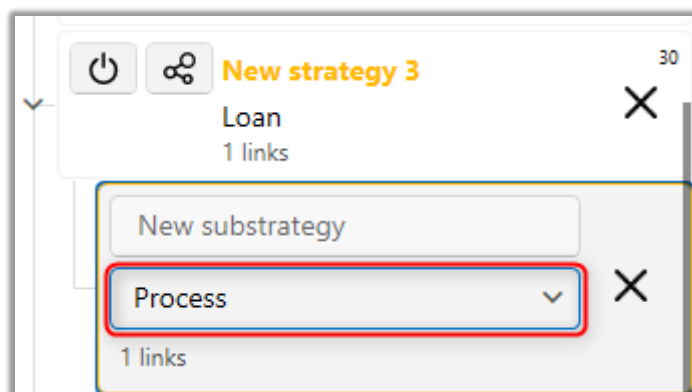 New strategy 3
30
Loan
1 links
New substrategy
Process
1 links